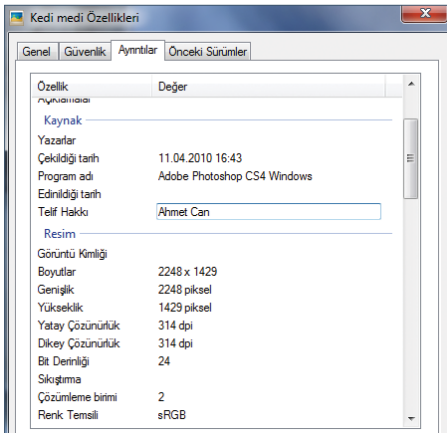 Kedi medi Özellikleri
Genel Güvenlik Ayrıntılar Önceki Sürümler
Özellik Değer
Açıklamalar
Kaynak
Yazarlar
Çekildiği tarih 11.04.2010 16:43
Program adı Adobe Photoshop CS4 Windows
Edinildiği tarih
Telif Hakkı Ahmet Can
Resim
Görüntü Kimliği
Boyutlar 2248 x 1429
Genişlik 2248 piksel
Yükseklik 1429 piksel
Yatay Çözünürlük 314 dpi
Dikey Çözünürlük 314 dpi
Bit Derinliği 24
Sıkıştırma
Çözümleme birimi 2
Renk Temsili sRGB